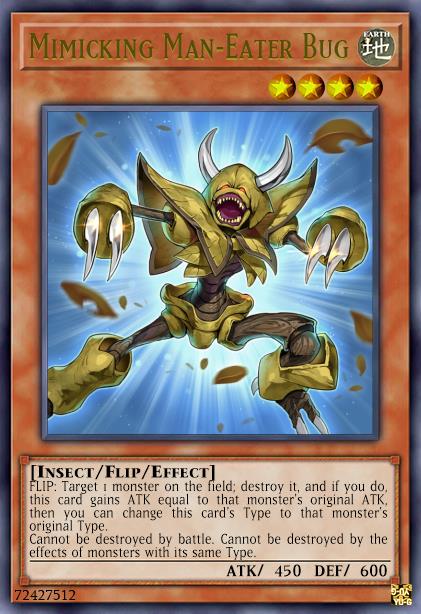 MIMICKING MAN-EATER BUG
EARTH
地
[INSECT/FLIP/EFFECT]
FLIP: Target 1 monster on the field; destroy it, and if you do,
this card gains ATK equal to that monster's original ATK,
then you can change this card's Type to that monster's
original Type.
Cannot be destroyed by battle. Cannot be destroyed by the
effects of monsters with its same Type.
ATK/ 450 DEF/ 600
72427512